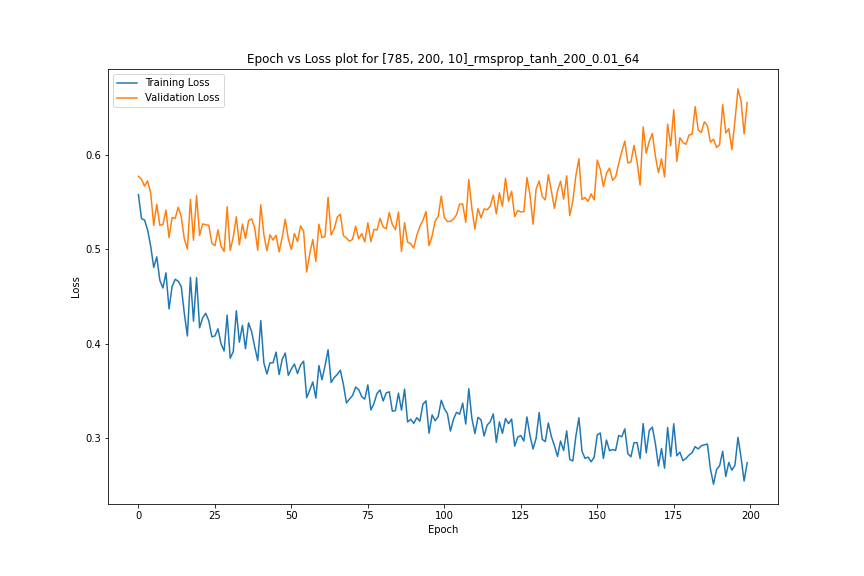 Epoch vs Loss plot for [785, 200, 10]_rmsprop_tanh_200_0.01_64
Training Loss
Validation Loss
0.6
0.5
0.4
0.3
Loss
0 25 50 75 100 125 150 175 200
Epoch